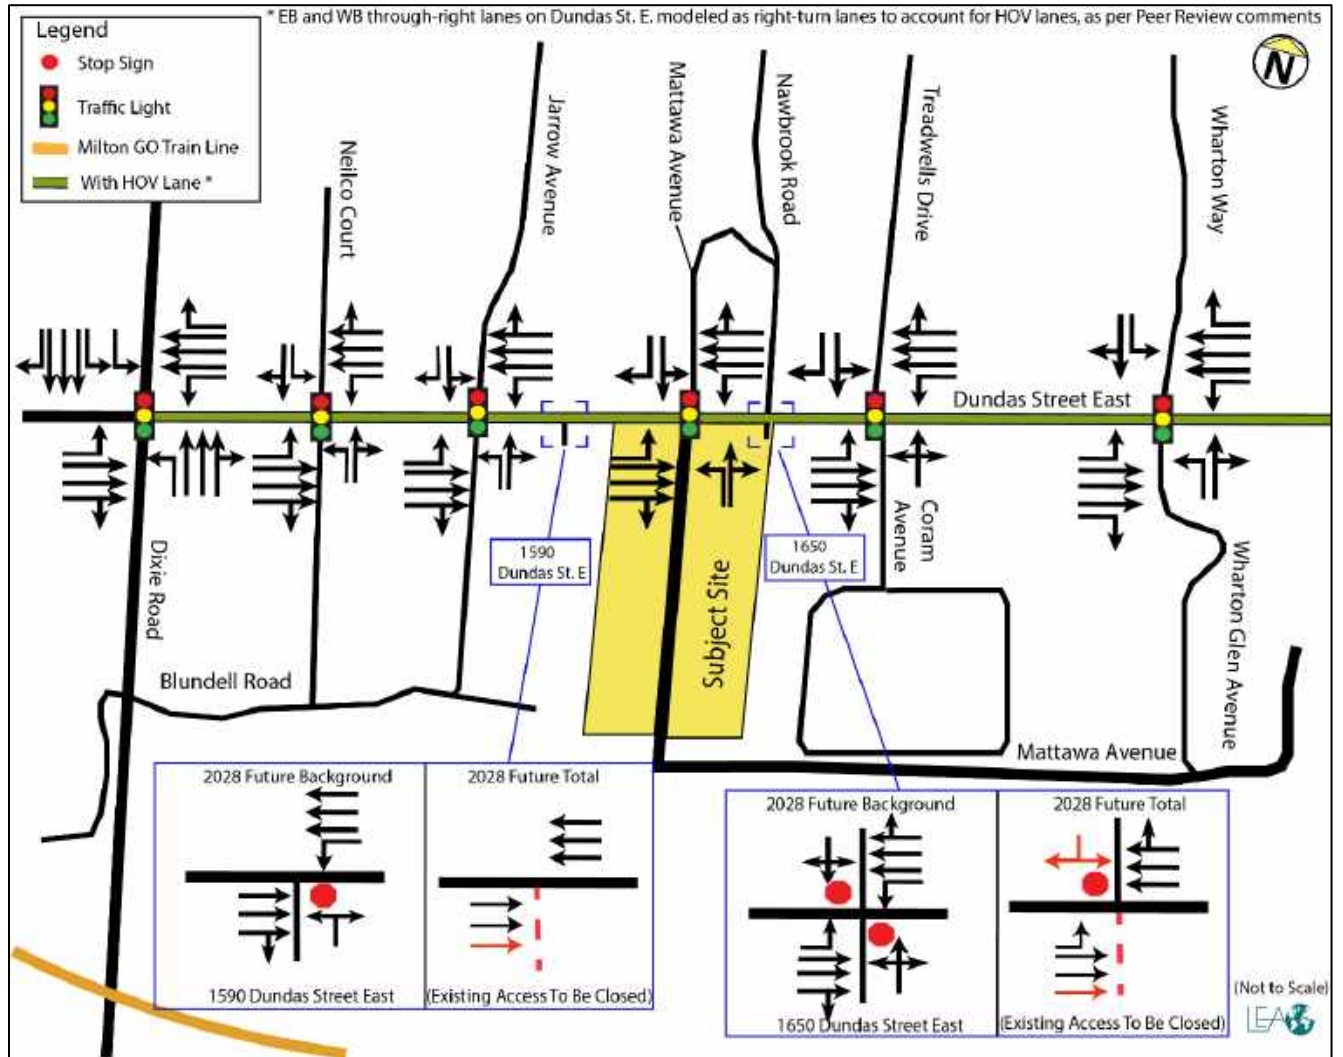 * EB and WB through-right lanes on Dundas St. E. modeled as right-turn lanes to account for HOV lanes, as per Peer Review comments
Legend
Stop Sign
Traffic Light
Milton GO Train Line
With HOV Lane *
N
Neilco Court
Jarrow Avenue
Mattawa Avenue
Nawbrook Road
Treadwells Drive
Wharton Way
Dundas Street East
Dixie Road
1590
Dundas St. E
Subject Site
1650
Dundas St. E
Coram
Avenue
Wharton Glen Avenue
Blundell Road
Mattawa Avenue
2028 Future Background
2028 Future Total
1590 Dundas Street East
(Existing Access To Be Closed)
2028 Future Background
2028 Future Total
1650 Dundas Street East
(Existing Access To Be Closed)
(Not to Scale)
LEA